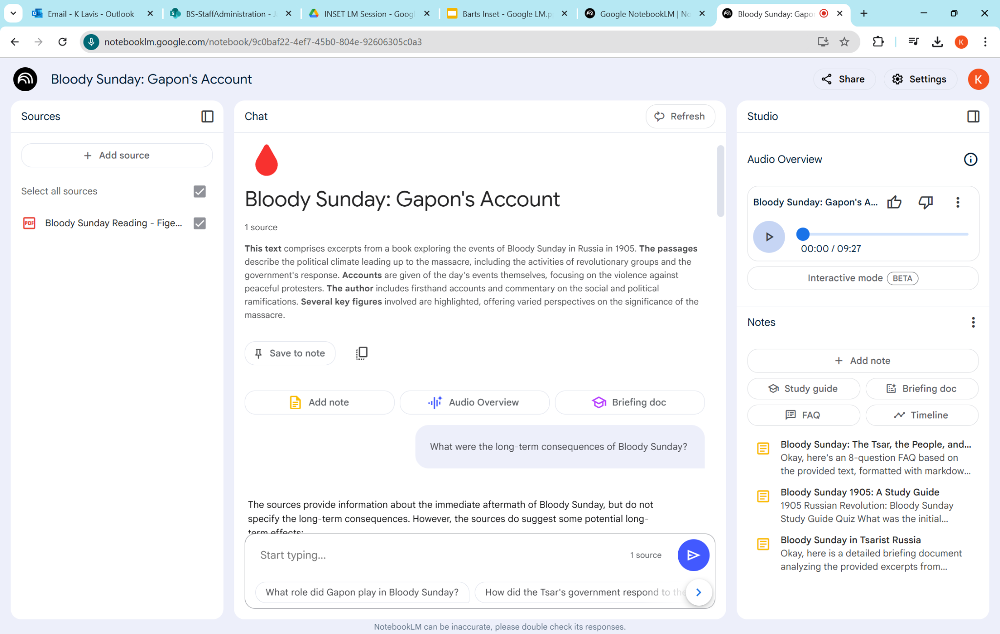 Email - K Lavis - Outlook
BS-StaffAdministration -
INSET LM Session - Goog
Barts Inset - Google LM.p
Google NotebookLM | No
Bloody Sunday: Gapo
notebooklm.google.com/notebook/9c0baf22-4ef7-45b0-804e-92606305c0a3
K
Bloody Sunday: Gapon's Account
Share
Settings
K
Sources
Add source
Select all sources
PDF
Bloody Sunday Reading - Fige...
Chat
Refresh
Bloody Sunday: Gapon's Account
1 source
This text comprises excerpts from a book exploring the events of Bloody Sunday in Russia in 1905. The passages
describe the political climate leading up to the massacre, including the activities of revolutionary groups and the
government's response. Accounts are given of the day's events themselves, focusing on the violence against
peaceful protesters. The author includes firsthand accounts and commentary on the social and political
ramifications. Several key figures involved are highlighted, offering varied perspectives on the significance of the
massacre.
Save to note
Add note
Audio Overview
Briefing doc
What were the long-term consequences of Bloody Sunday?
The sources provide information about the immediate aftermath of Bloody Sunday, but do not
specify the long-term consequences. However, the sources do suggest some potential long-
term effects:
Start typing...
1 source
What role did Gapon play in Bloody Sunday?
How did the Tsar's government respond to the
NotebookLM can be inaccurate, please double check its responses.
Studio
Audio Overview
Bloody Sunday: Gapon's A...
00:00 / 09:27
Interactive mode BETA
Notes
Add note
Study guide
Briefing doc
FAQ
Timeline
Bloody Sunday: The Tsar, the People, and...
Okay, here's an 8-question FAQ based on
the provided text, formatted with markdow...
Bloody Sunday 1905: A Study Guide
1905 Russian Revolution: Bloody Sunday
Study Guide Quiz What was the initial...
Bloody Sunday in Tsarist Russia
Okay, here is a detailed briefing document
analyzing the provided excerpts from...